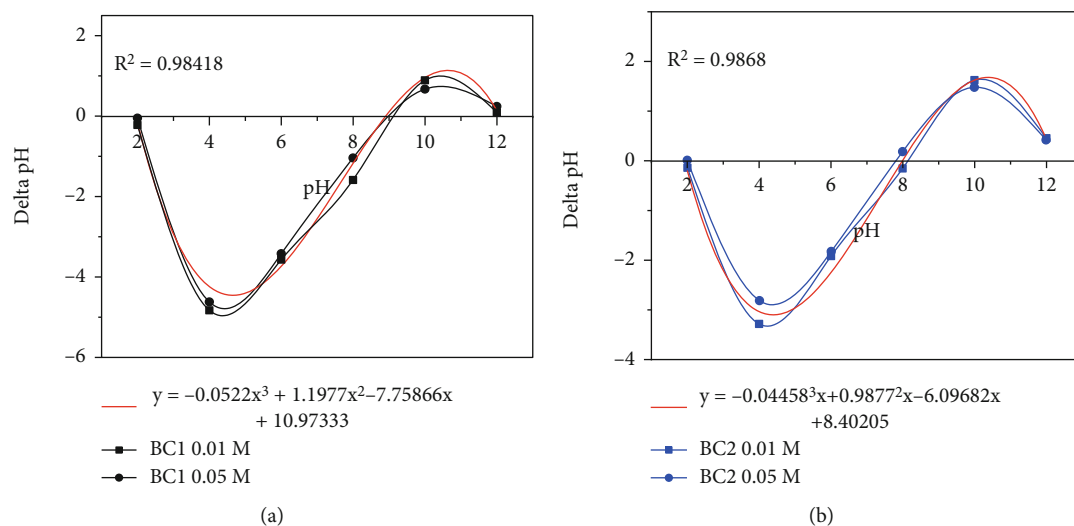 2
R² = 0.98418
0
2 4 6 8 10 12
pH
−2
−4
−6
Delta pH
y = −0.0522x³ + 1.1977x²−7.75866x
+ 10.97333
BC1 0.01 M
BC1 0.05 M
(a)
2
R² = 0.9868
0
2 4 6 8 10 12
pH
−2
−4
Delta pH
y = −0.04458³x+0.9877²x−6.09682x
+8.40205
BC2 0.01 M
BC2 0.05 M
(b)